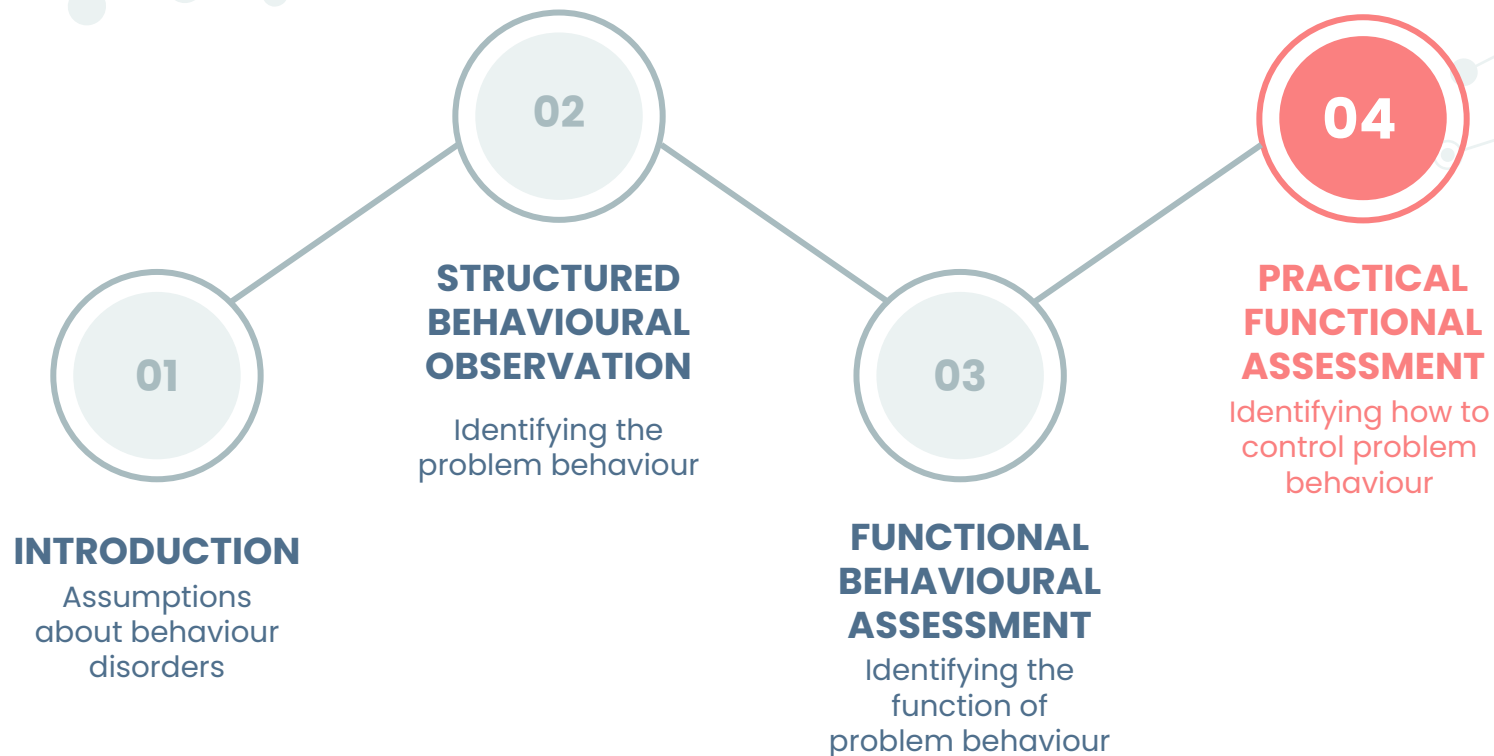 01
INTRODUCTION
Assumptions
about behaviour
disorders
02
STRUCTURED
BEHAVIOURAL
OBSERVATION
Identifying the
problem behaviour
03
FUNCTIONAL
BEHAVIOURAL
ASSESSMENT
Identifying the
function of
problem behaviour
04
PRACTICAL
FUNCTIONAL
ASSESSMENT
Identifying how to
control problem
behaviour